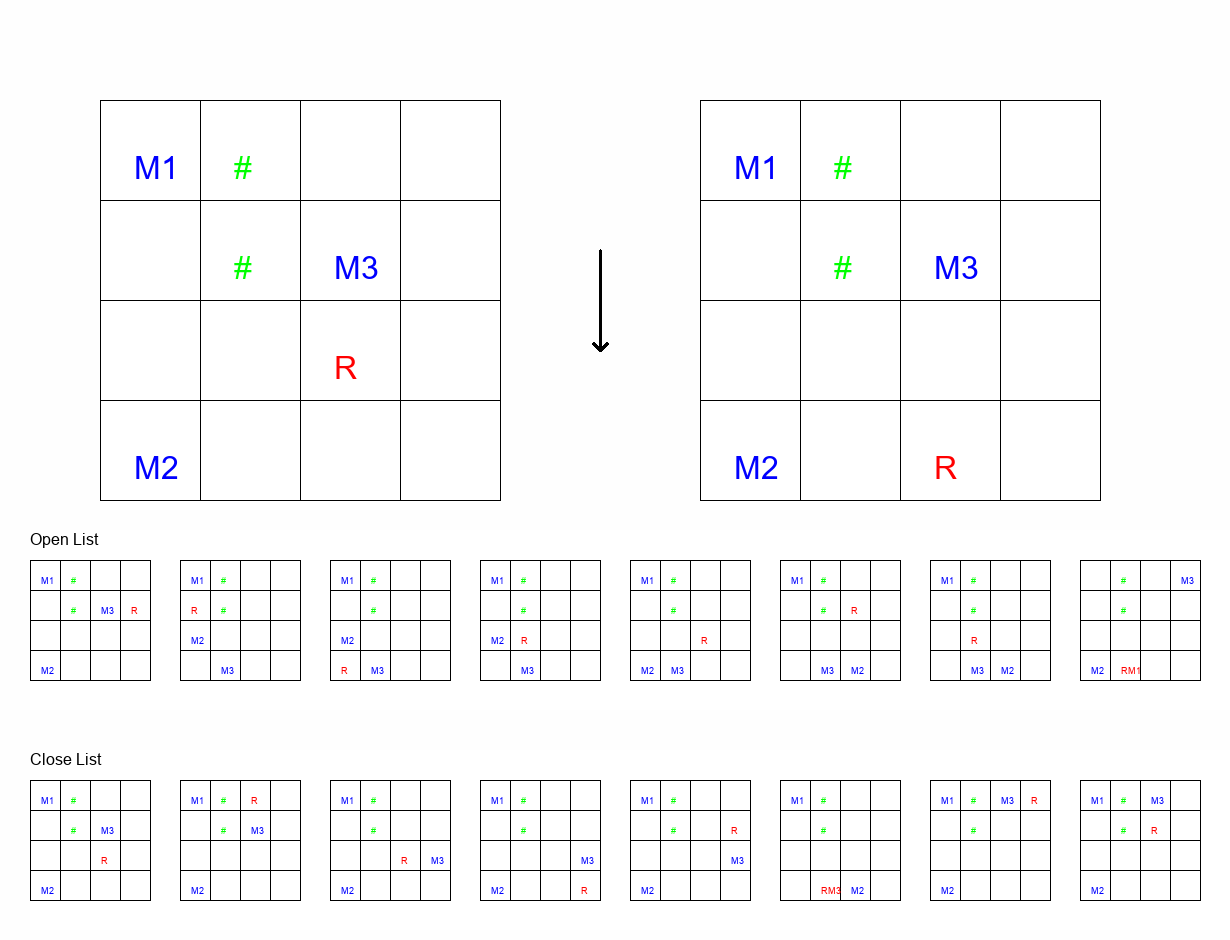 M1 # M1 #
# M3 # M3
R
M2 M2 R
Open List
M1 # M1 # M1 # M1 # M1 # M1 # M1 # # M3
# M3 R R # # # # # R # #
M2 M2 M2 R R R
M2 M3 R M3 M3 M2 M3 M3 M2 M3 M2 M2 RM1
Close List
M1 # M1 # R M1 # M1 # M1 # M1 # M1 # M3 R M1 # M3
# M3 # M3 # # # R # # # R
R R M3 M3 M3
M2 M2 M2 M2 R M2 RM3 M2 M2 M2